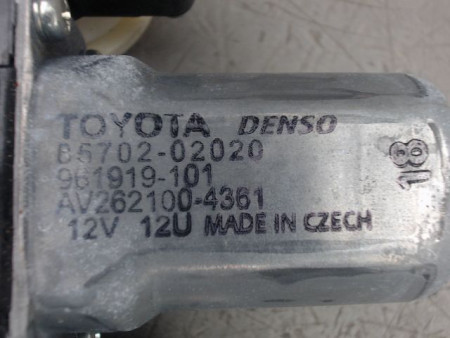 TOYOTA DENSO
85702-02020
961919-101
AV262100-4361
12V 12U MADE IN CZECH
18